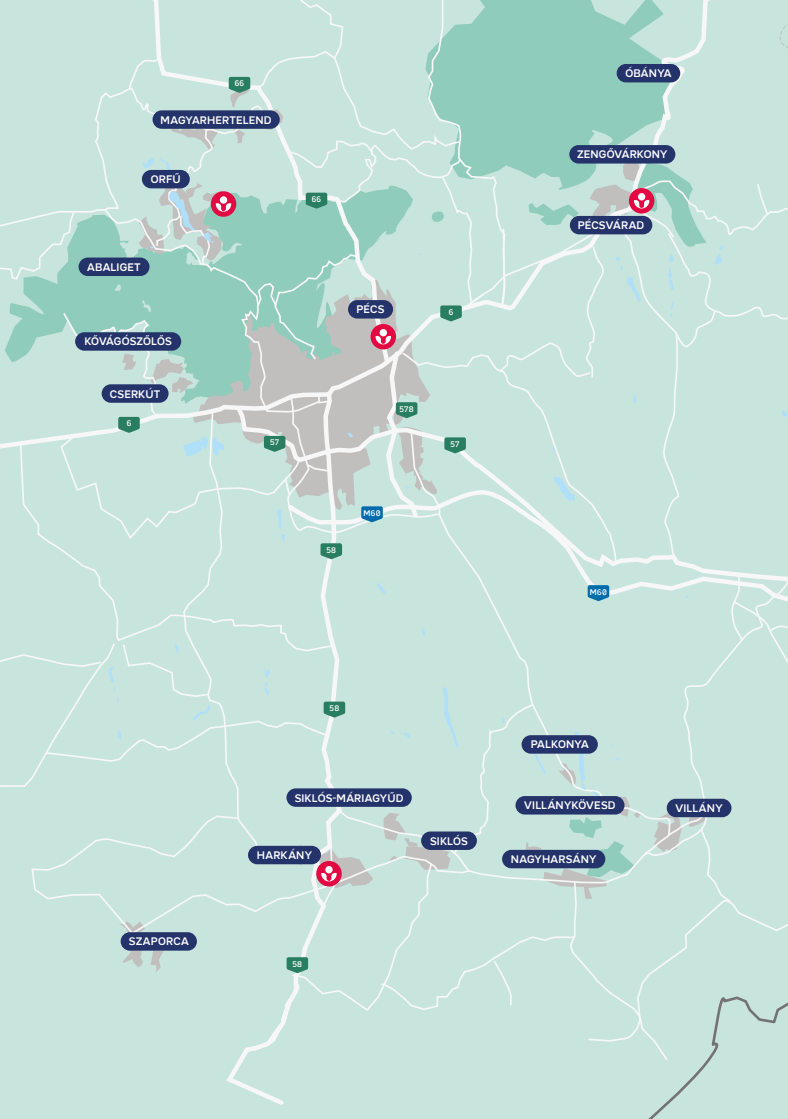 ÓBÁNYA
66
MAGYARHERTELEND
ZENGŐVÁRKONY
ORFŰ
66
PÉCSVÁRAD
ABALIGET
PÉCS
6
KŐVÁGÓSZŐLŐS
CSERKÚT
578
6
57
57
M60
58
M60
58
PALKONYA
SIKLÓS-MÁRIAGYŰD
VILLÁNYKÖVESD
VILLÁNY
SIKLÓS
HARKÁNY
NAGYHARSÁNY
SZAPORCA
58